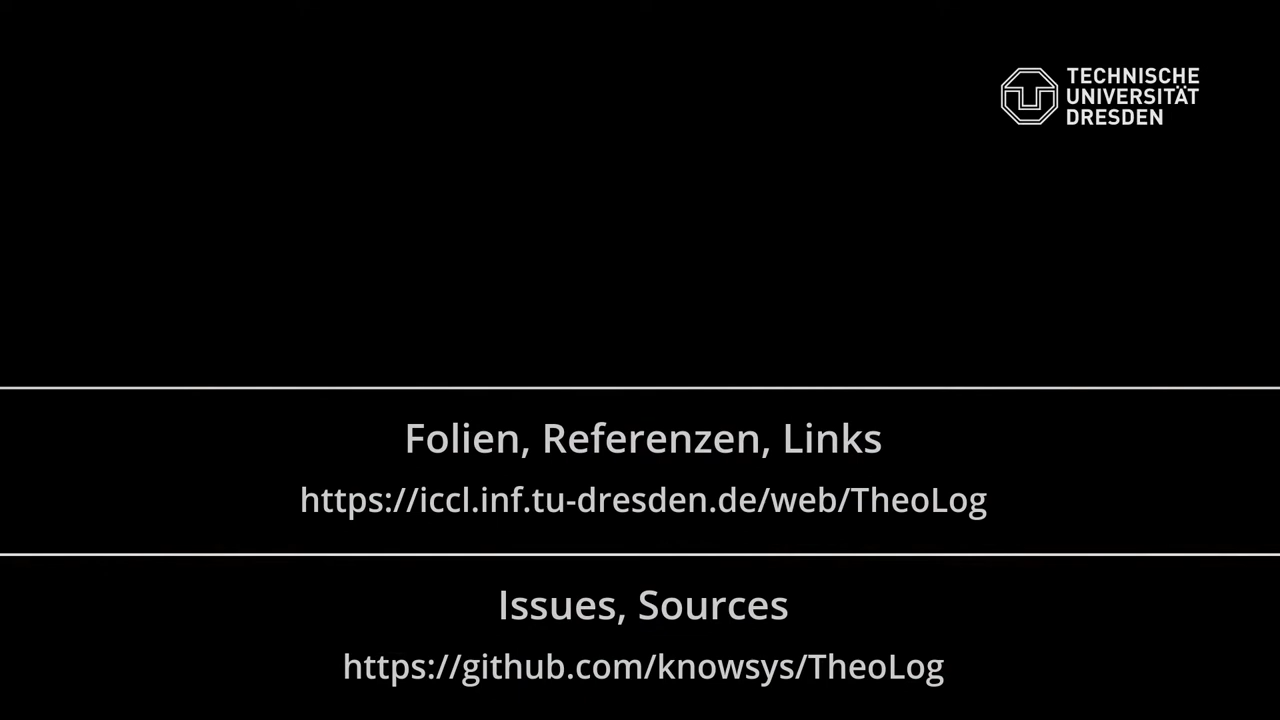 TECHNISCHE
UNIVERSITÄT
DRESDEN
Folien, Referenzen, Links
https://iccl.inf.tu-dresden.de/web/TheoLog
Issues, Sources
https://github.com/knowsys/TheoLog